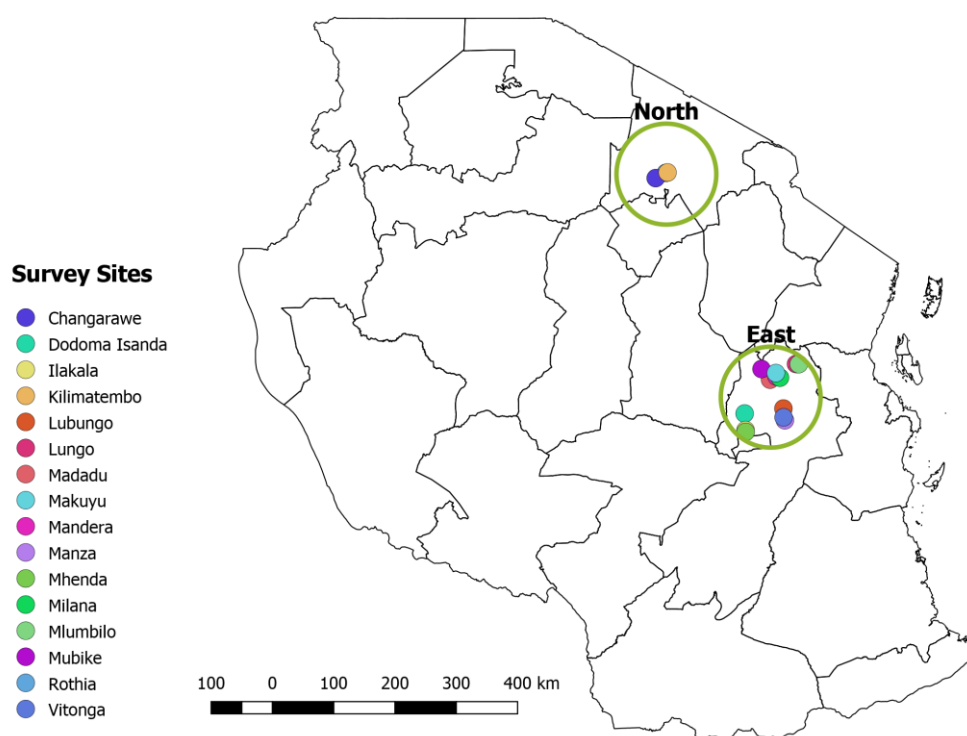 North
East
Survey Sites
Changarawe
Dodoma Isanda
Ilakala
Kilimatembo
Lubungo
Lungo
Madadu
Makuyu
Mandera
Manza
Mhenda
Milana
Mlumbilo
Mubike
Rothia
Vitonga
100 0 100 200 300 400 km